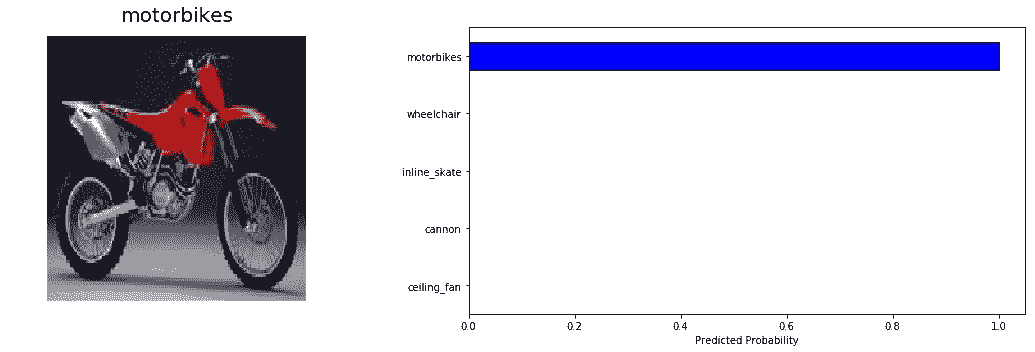 motorbikes
motorbikes
wheelchair
inline_skate
cannon
ceiling_fan
0.0 0.2 0.4 0.6 0.8 1.0
Predicted Probability